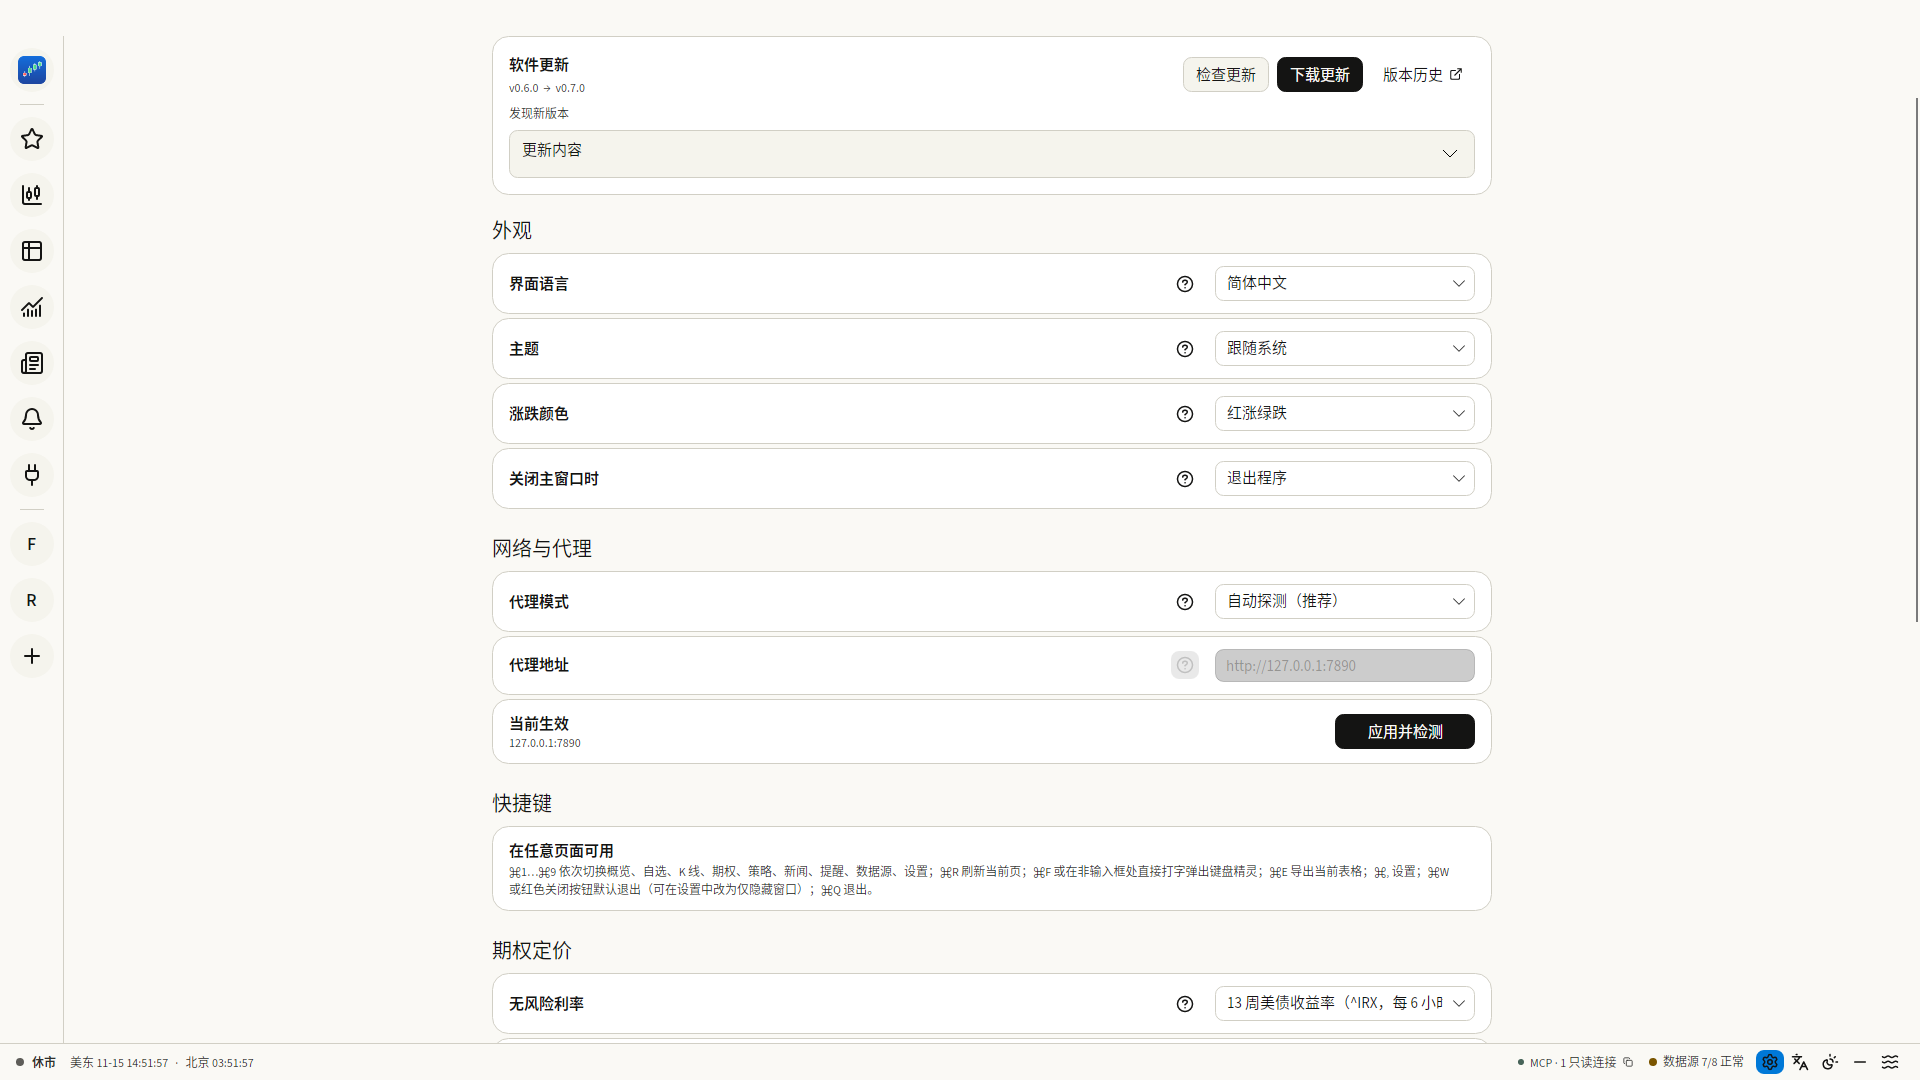 软件更新
v0.6.0 → v0.7.0
发现新版本
检查更新
下载更新
版本历史
更新内容
外观
界面语言
简体中文
主题
跟随系统
涨跌颜色
红涨绿跌
关闭主窗口时
退出程序
网络与代理
代理模式
自动探测（推荐）
代理地址
http://127.0.0.1:7890
当前生效
127.0.0.1:7890
应用并检测
快捷键
在任意页面可用
⌘1…⌘9 依次切换概览、自选、K 线、期权、策略、新闻、提醒、数据源、设置；⌘R 刷新当前页；⌘F 或在非输入框处直接打字弹出键盘精灵；⌘E 导出当前表格；⌘, 设置；⌘W
或红色关闭按钮默认退出（可在设置中改为仅隐藏窗口）；⌘Q 退出。
期权定价
无风险利率
13 周美债收益率（^IRX，每 6 小
F
R
休市
美东 11-15 14:51:57 · 北京 03:51:57
MCP · 1 只读连接
数据源 7/8 正常